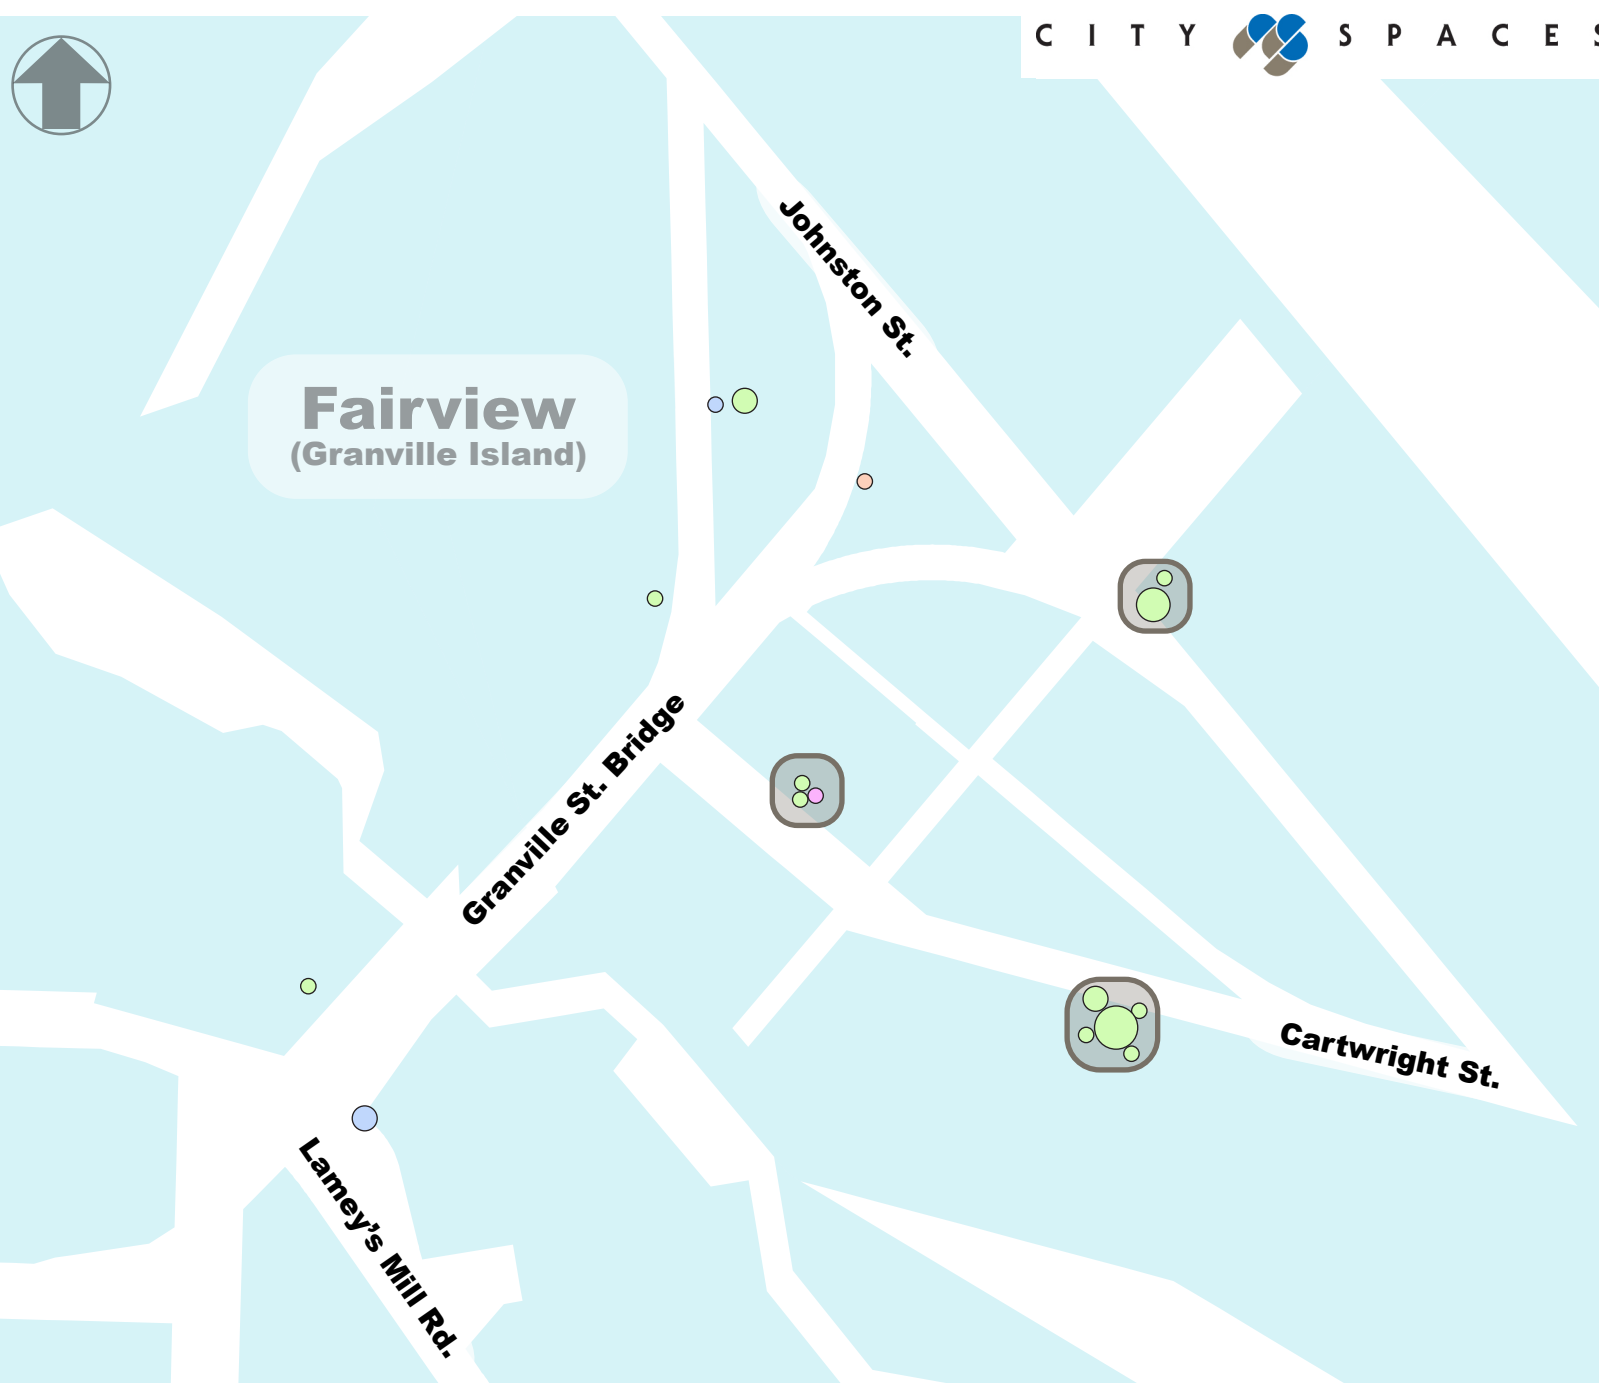 CITY SPACES
Johnston St.
Fairview
(Granville Island)
Granville St. Bridge
Cartwright St.
Lamey's Mill Rd.